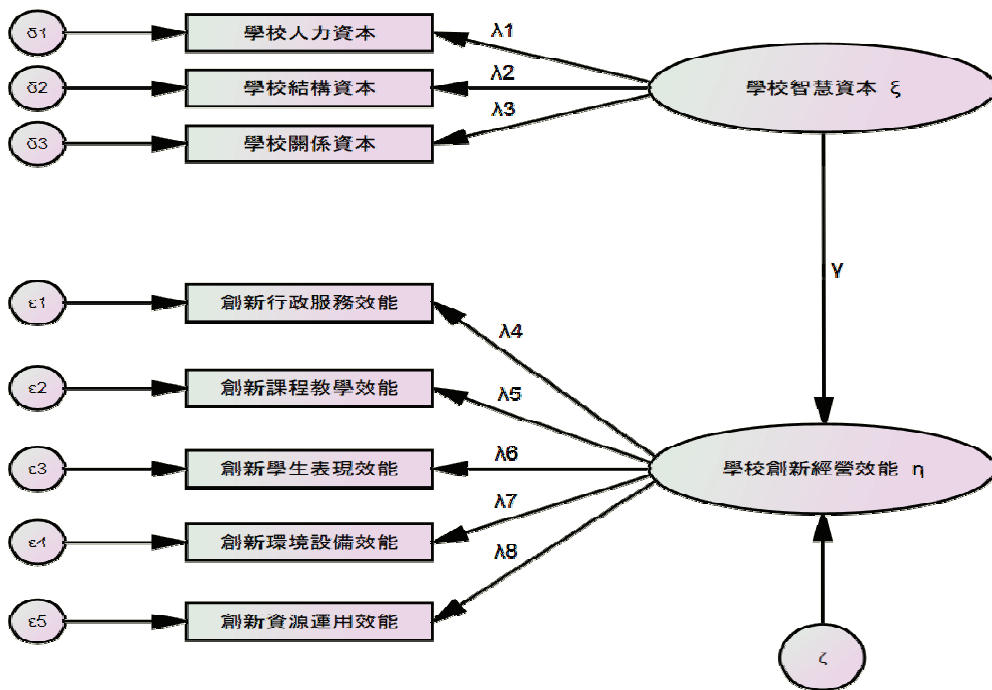 δ1
學校人力資本
λ1
δ2
學校結構資本
λ2
學校智慧資本 ξ
δ3
學校關係資本
λ3
γ
ε1
創新行政服務效能
λ4
ε2
創新課程教學效能
λ5
ε3
創新學生表現效能
λ6
學校創新經營效能 η
ε4
創新環境設備效能
λ7
ε5
創新資源運用效能
λ8
ζ